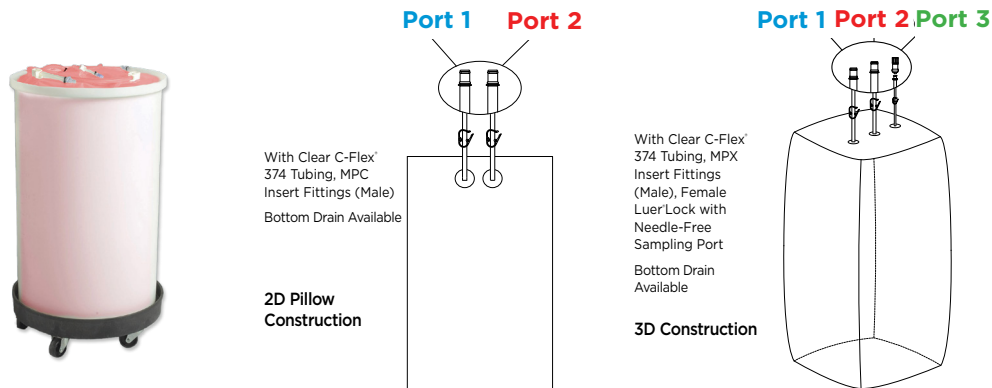 Port 1 Port 2
With Clear C-Flex®
374 Tubing, MPC
Insert Fittings (Male)
Bottom Drain Available
2D Pillow
Construction
Port 1 Port 2 Port 3
With Clear C-Flex®
374 Tubing, MPX
Insert Fittings
(Male), Female
Luer Lock with
Needle-Free
Sampling Port
Bottom Drain
Available
3D Construction